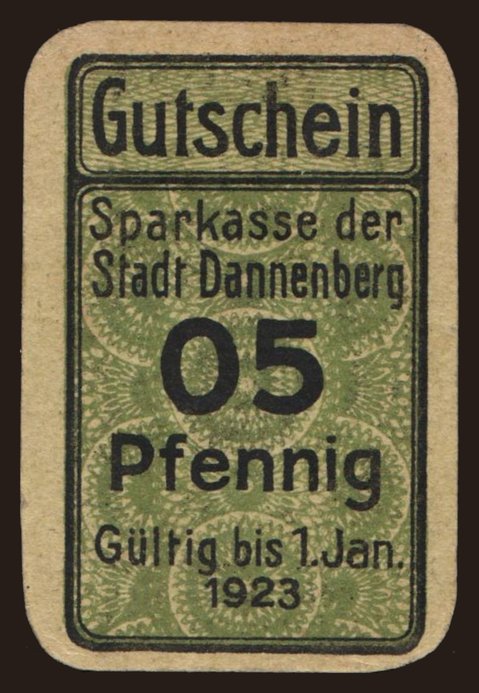 Gutschein
Sparkasse der
Stadt Dannenberg
05
Pfennig
Gültig bis 1.Jan.
1923